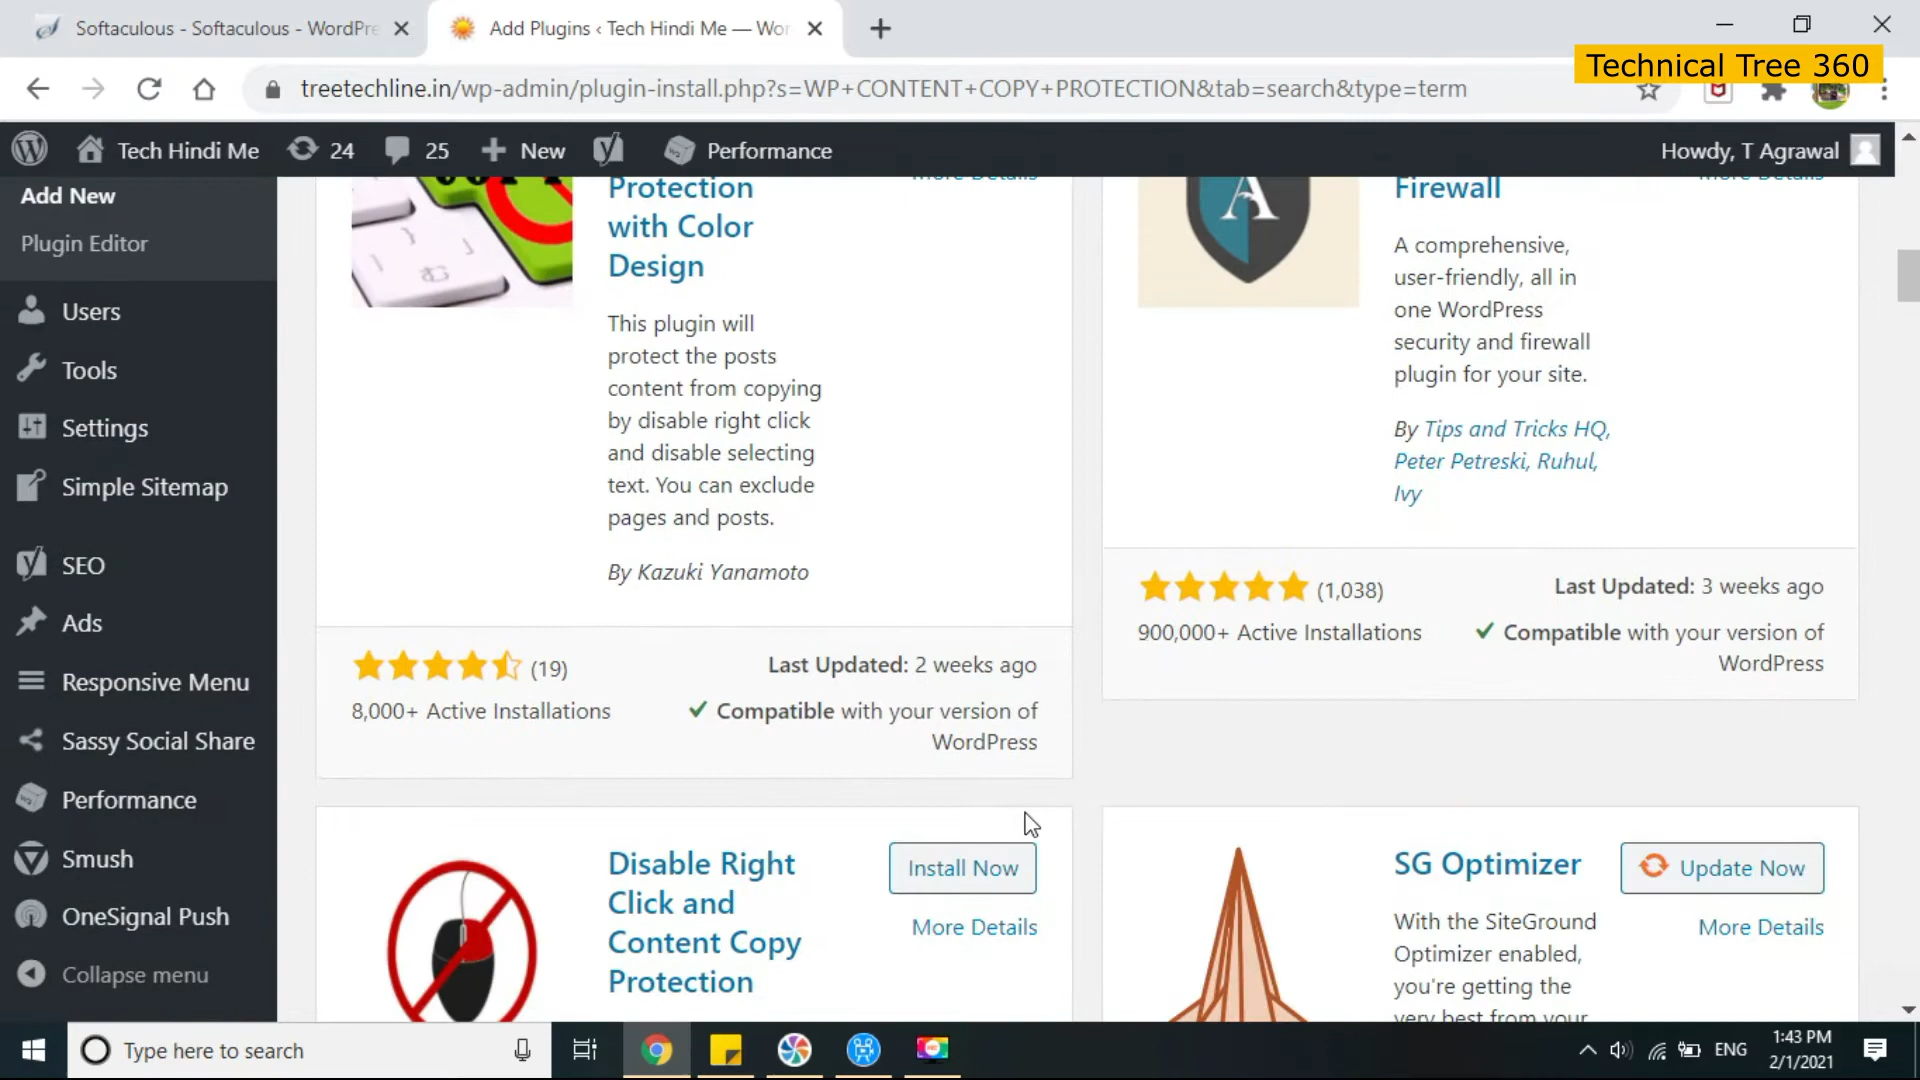 Softaculous - Softaculous - WordPre
Add Plugins ‹ Tech Hindi Me — Wor
Technical Tree 360
treetechline.in/wp-admin/plugin-install.php?s=WP+CONTENT+COPY+PROTECTION&tab=search&type=term
Tech Hindi Me
24
25
New
Performance
Howdy, T Agrawal
Add New
Plugin Editor
Users
Tools
Settings
Simple Sitemap
SEO
Ads
Responsive Menu
Sassy Social Share
Performance
Smush
OneSignal Push
Collapse menu
Protection
with Color
Design
More Details
This plugin will
protect the posts
content from copying
by disable right click
and disable selecting
text. You can exclude
pages and posts.
By Kazuki Yanamoto
(19)
Last Updated: 2 weeks ago
8,000+ Active Installations
Compatible with your version of
WordPress
A
Firewall
More Details
A comprehensive,
user-friendly, all in
one WordPress
security and firewall
plugin for your site.
By Tips and Tricks HQ,
Peter Petreski, Ruhul,
Ivy
(1,038)
Last Updated: 3 weeks ago
900,000+ Active Installations
Compatible with your version of
WordPress
Disable Right
Click and
Content Copy
Protection
Install Now
More Details
SG Optimizer
Update Now
More Details
With the SiteGround
Optimizer enabled,
you're getting the
very best from your
Type here to search
ENG
1:43 PM
2/1/2021